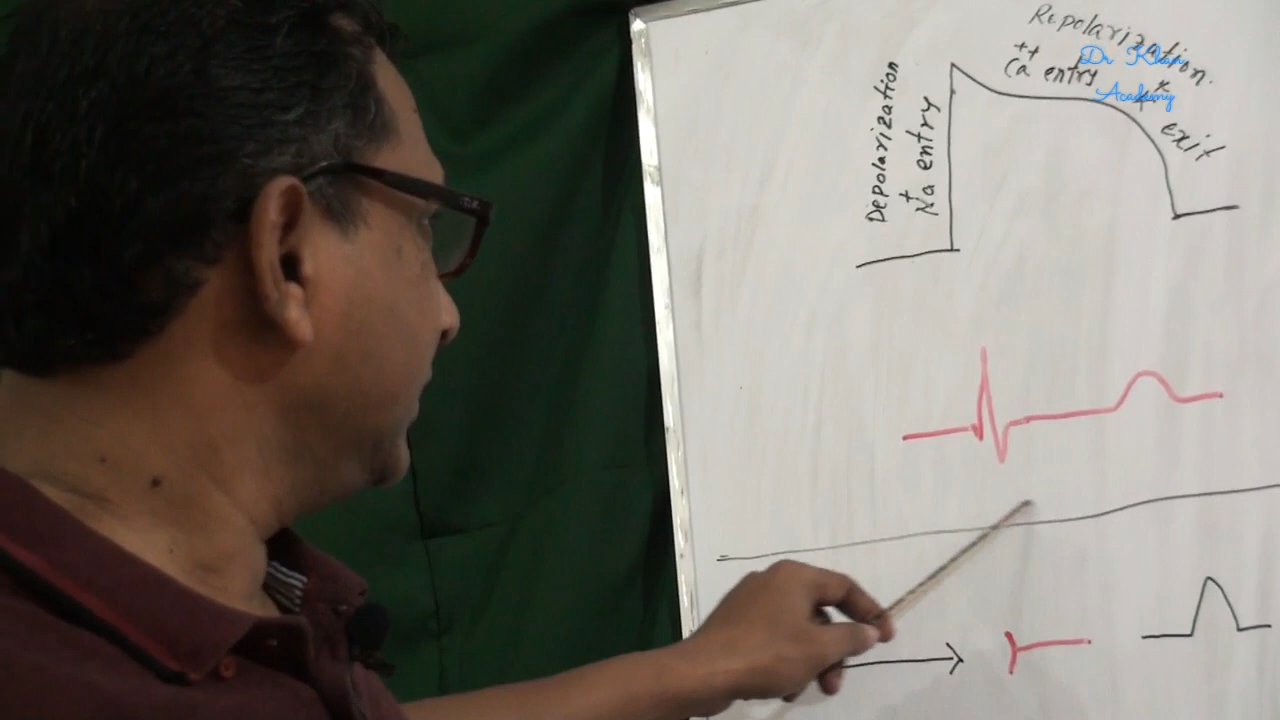 Repolarization.
Ca++ entry
K+ exit
Depolarization
Na+ entry
Dr Khan
Academy